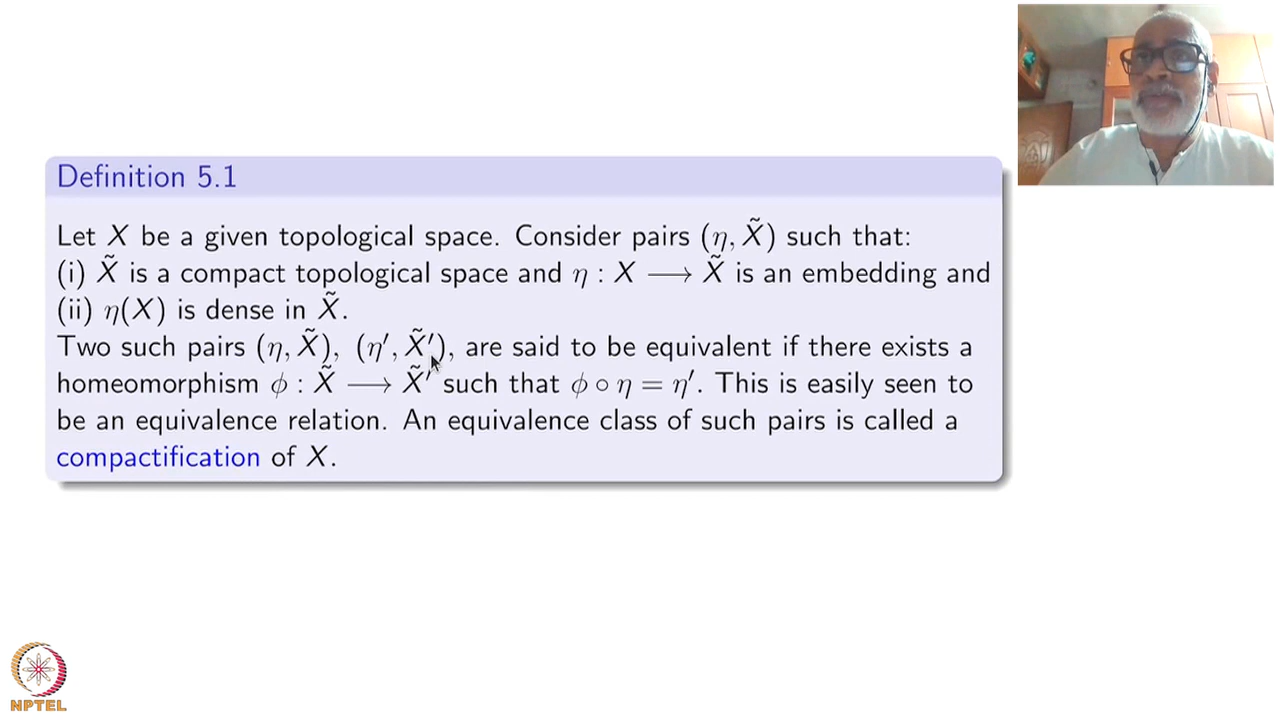 Definition 5.1
Let X be a given topological space. Consider pairs (η, X̃) such that:
(i) X̃ is a compact topological space and η : X ⟶ X̃ is an embedding and
(ii) η(X) is dense in X̃.
Two such pairs (η, X̃), (η′, X̃′), are said to be equivalent if there exists a
homeomorphism ϕ : X̃ ⟶ X̃′ such that ϕ ∘ η = η′. This is easily seen to
be an equivalence relation. An equivalence class of such pairs is called a
compactification of X.
NPTEL